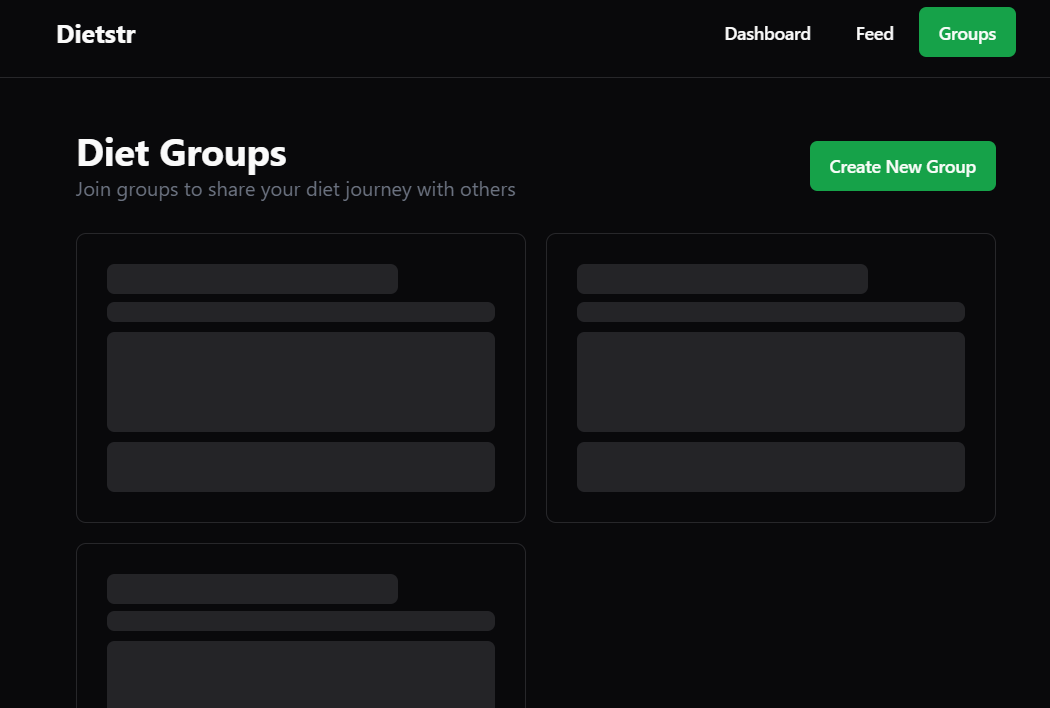 Dietstr
Dashboard
Feed
Groups
Diet Groups
Join groups to share your diet journey with others
Create New Group